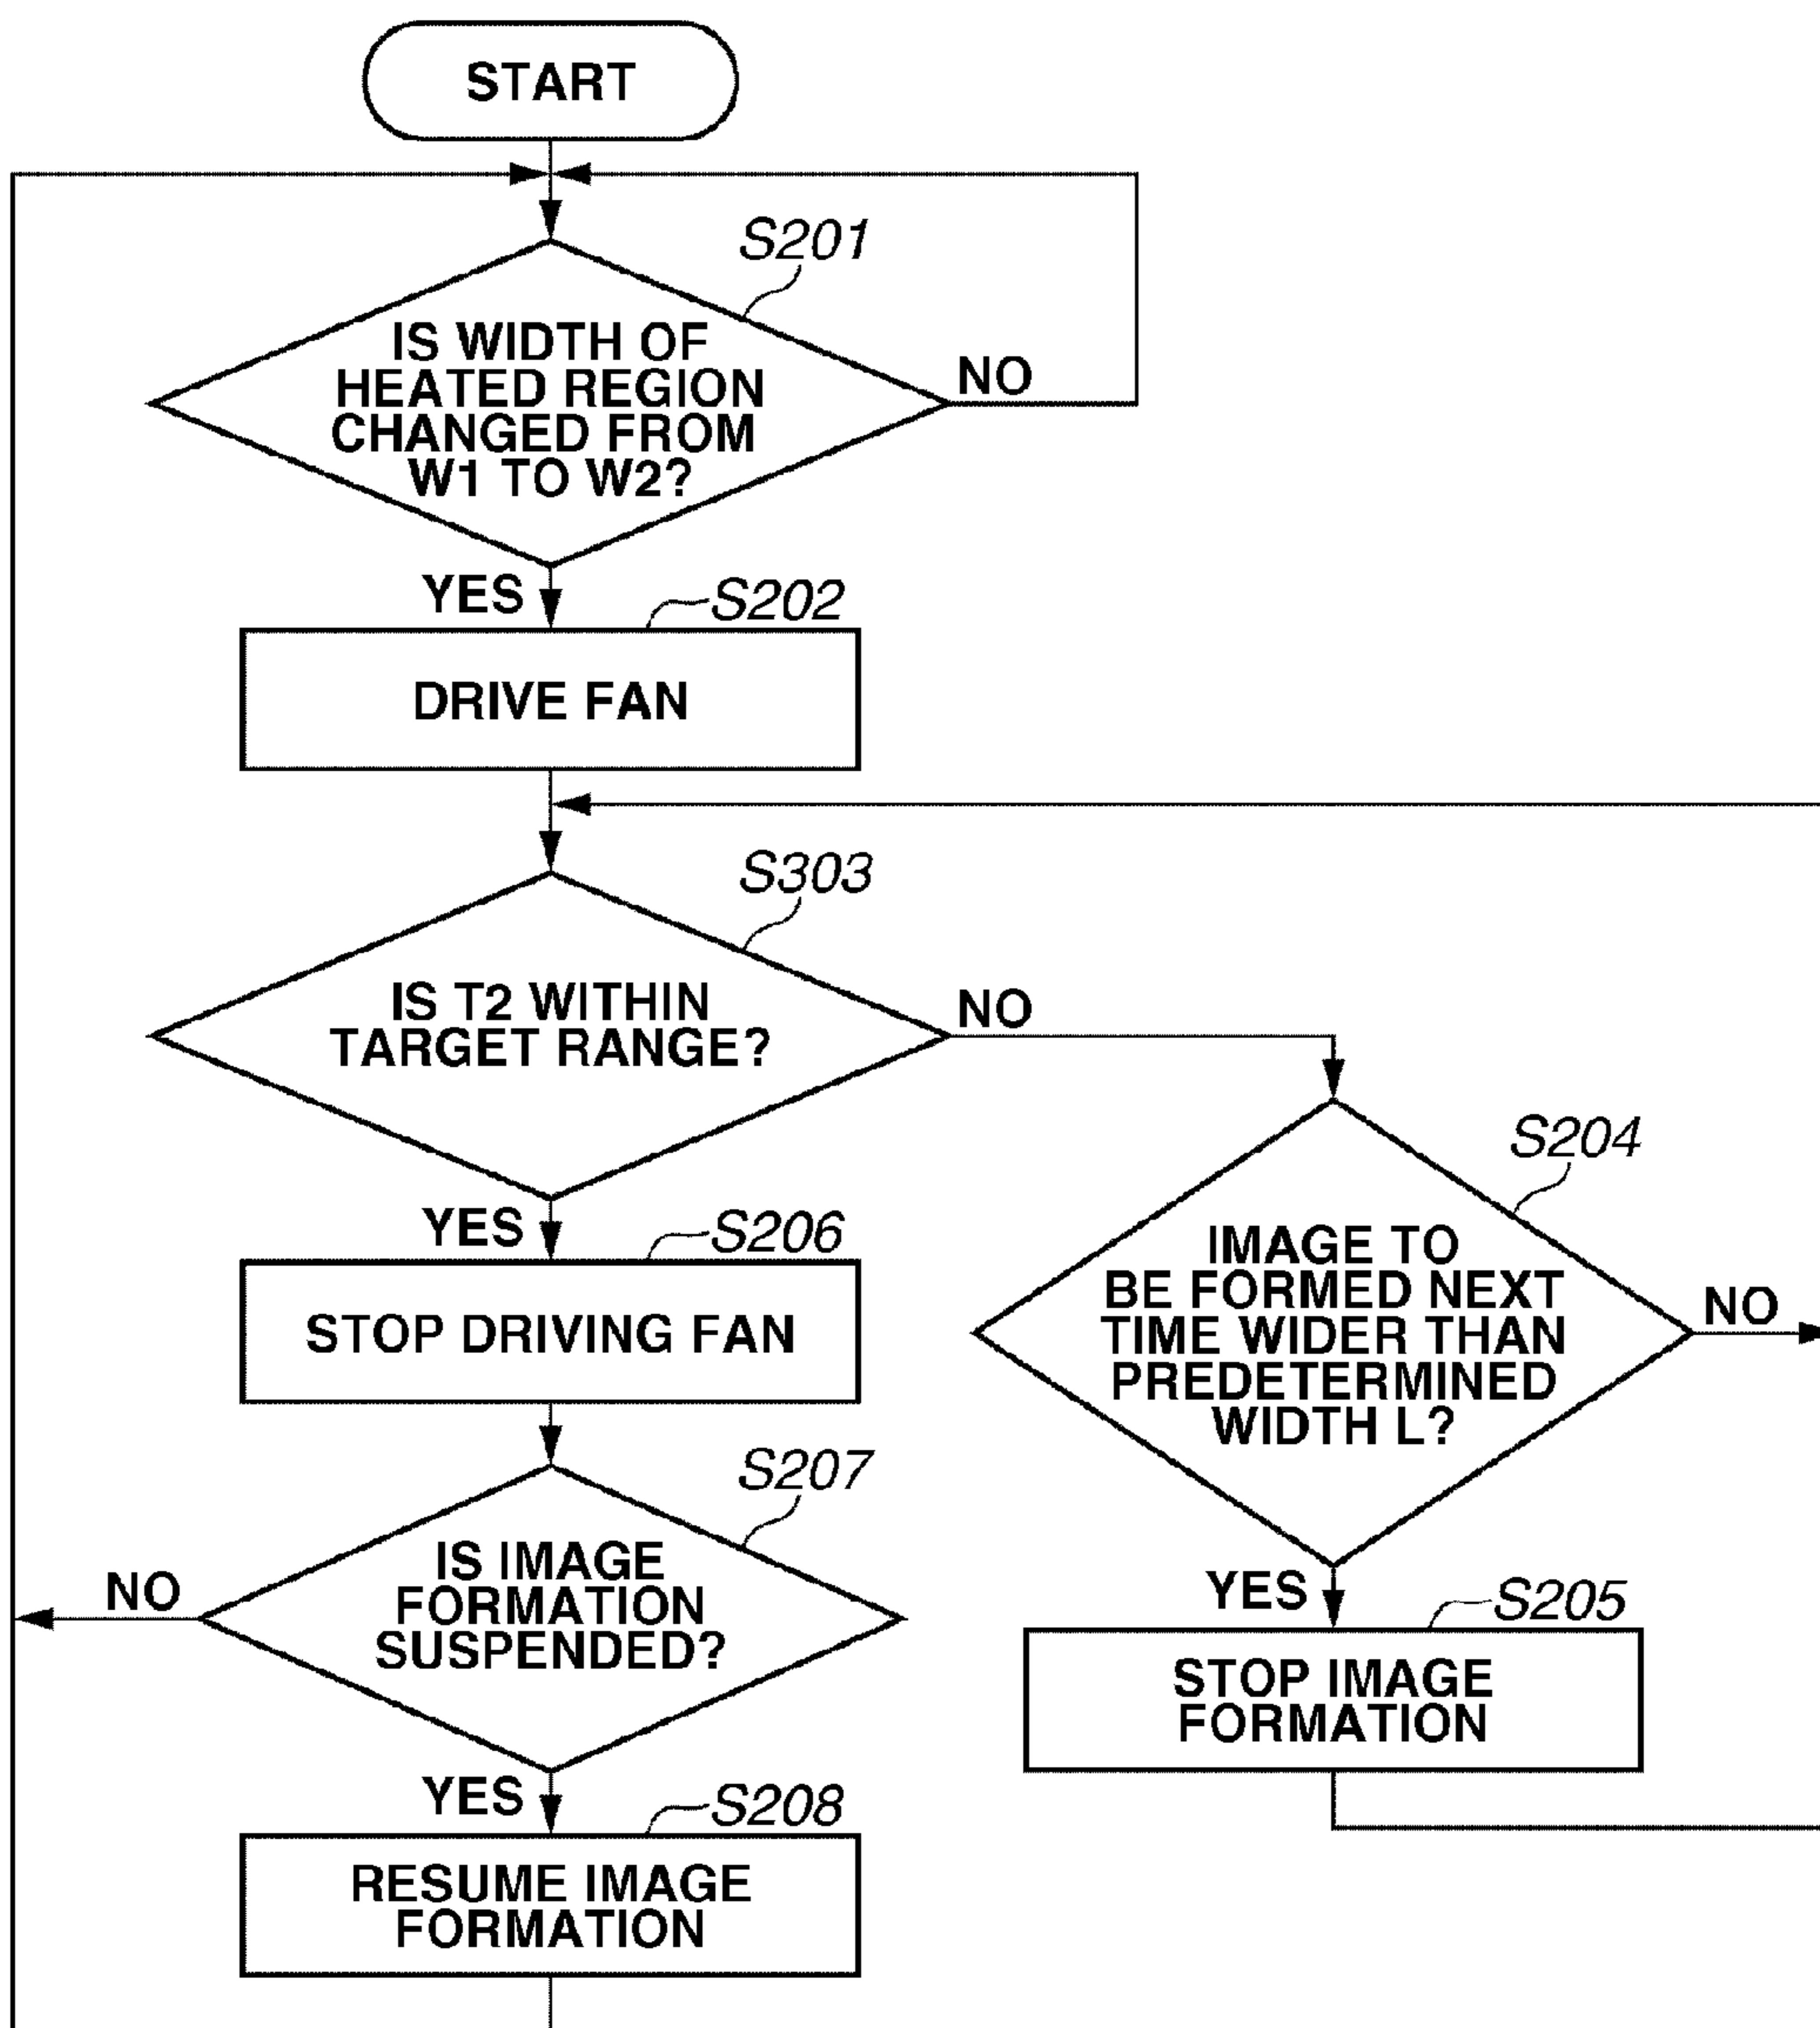 START
S201
IS WIDTH OF
HEATED REGION
CHANGED FROM
W1 TO W2?
NO
YES
S202
DRIVE FAN
S303
IS T2 WITHIN
TARGET RANGE?
NO
YES
S204
IMAGE TO
BE FORMED NEXT
TIME WIDER THAN
PREDETERMINED
WIDTH L?
NO
YES
S205
STOP IMAGE
FORMATION
S206
STOP DRIVING FAN
S207
IS IMAGE
FORMATION
SUSPENDED?
NO
YES
S208
RESUME IMAGE
FORMATION